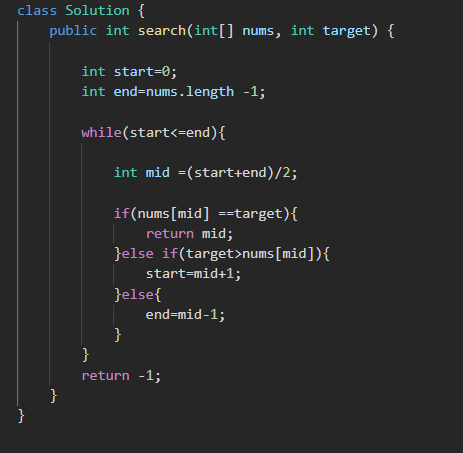 class Solution {
    public int search(int[] nums, int target) {
        int start=0;
        int end=nums.length -1;
        while(start<=end){
            int mid =(start+end)/2;
            if(nums[mid] ==target){
                return mid;
            }else if(target>nums[mid]){
                start=mid+1;
            }else{
                end=mid-1;
            }
        }
        return -1;
    }
}